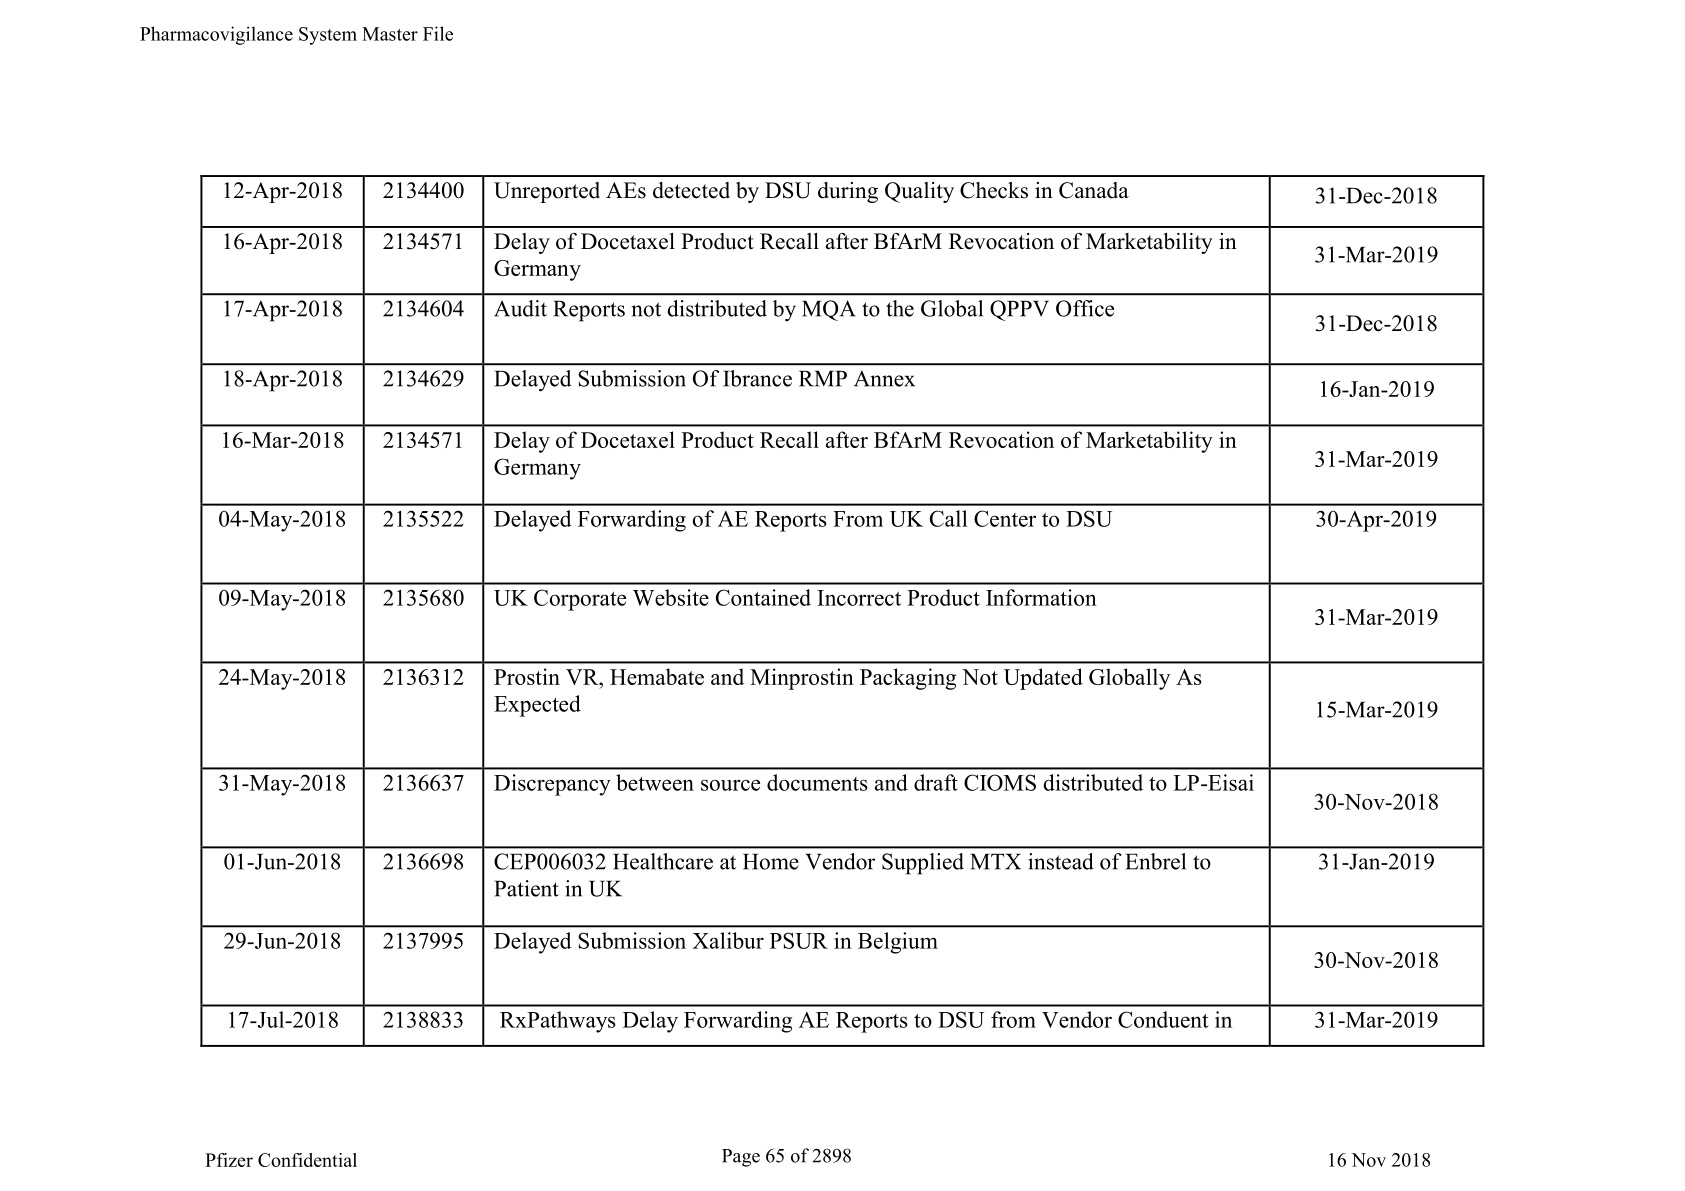 Pharmacovigilance System Master File
12-Apr-2018 2134400 Unreported AEs detected by DSU during Quality Checks in Canada 31-Dec-2018
16-Apr-2018 2134571 Delay of Docetaxel Product Recall after BfArM Revocation of Marketability in
Germany 31-Mar-2019
17-Apr-2018 2134604 Audit Reports not distributed by MQA to the Global QPPV Office 31-Dec-2018
18-Apr-2018 2134629 Delayed Submission Of Ibrance RMP Annex 16-Jan-2019
16-Mar-2018 2134571 Delay of Docetaxel Product Recall after BfArM Revocation of Marketability in
Germany 31-Mar-2019
04-May-2018 2135522 Delayed Forwarding of AE Reports From UK Call Center to DSU 30-Apr-2019
09-May-2018 2135680 UK Corporate Website Contained Incorrect Product Information 31-Mar-2019
24-May-2018 2136312 Prostin VR, Hemabate and Minprostin Packaging Not Updated Globally As
Expected 15-Mar-2019
31-May-2018 2136637 Discrepancy between source documents and draft CIOMS distributed to LP-Eisai 30-Nov-2018
01-Jun-2018 2136698 CEP006032 Healthcare at Home Vendor Supplied MTX instead of Enbrel to 31-Jan-2019
Patient in UK
29-Jun-2018 2137995 Delayed Submission Xalibur PSUR in Belgium 30-Nov-2018
17-Jul-2018 2138833 RxPathways Delay Forwarding AE Reports to DSU from Vendor Conduent in 31-Mar-2019
Pfizer Confidential Page 65 of 2898 16 Nov 2018